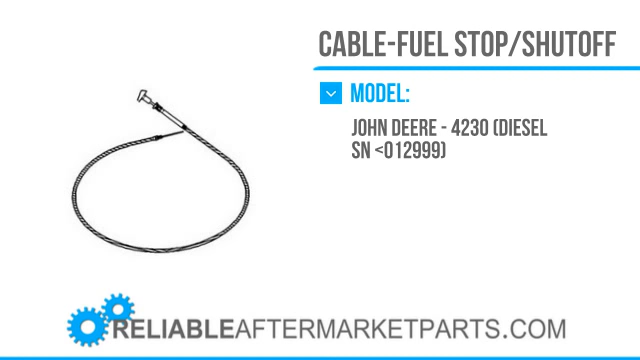 CABLE-FUEL STOP/SHUTOFF
MODEL:
JOHN DEERE - 4230 (DIESEL
SN <012999)
RELIABLEAFTERMARKETPARTS.COM